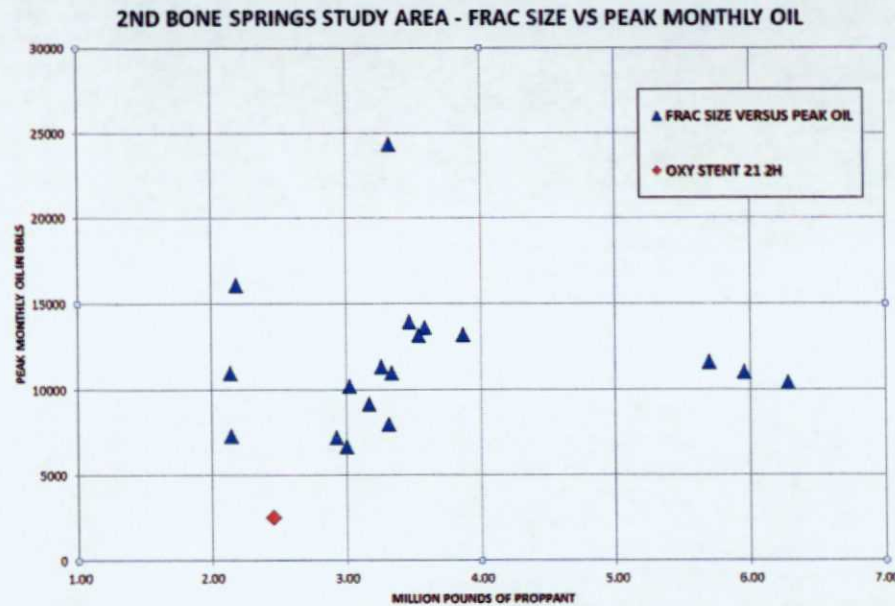 2ND BONE SPRINGS STUDY AREA - FRAC SIZE VS PEAK MONTHLY OIL
30000
25000
20000
15000
10000
5000
0
PEAK MONTHLY OIL IN BBLS
FRAC SIZE VERSUS PEAK OIL
OXY STENT 21 2H
1.00 2.00 3.00 4.00 5.00 6.00 7.00
MILLION POUNDS OF PROPPANT